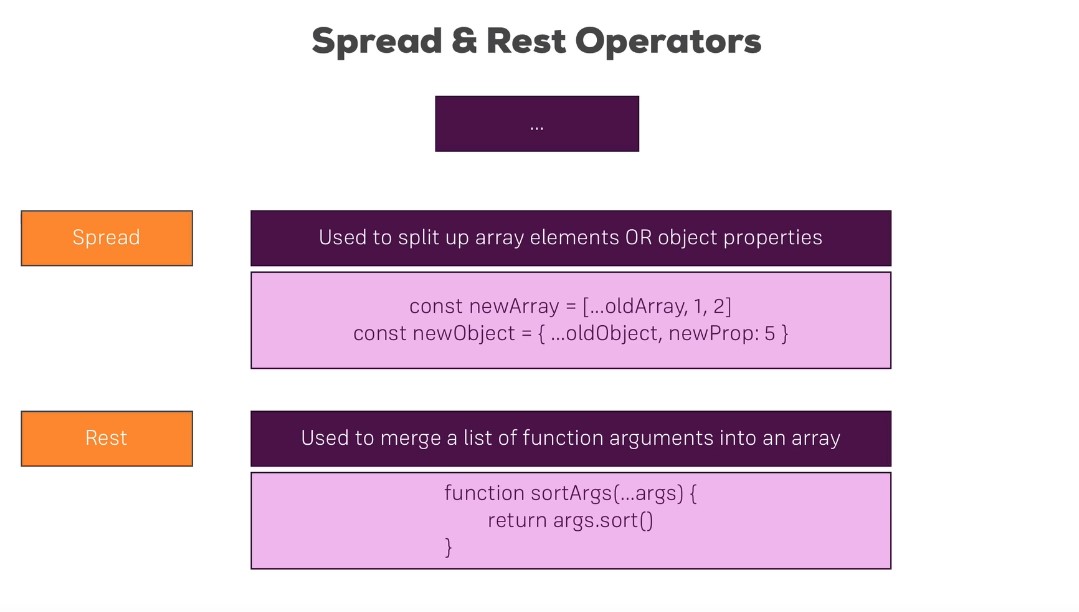 Spread & Rest Operators
...
Spread
Used to split up array elements OR object properties
const newArray = [...oldArray, 1, 2]
const newObject = { ...oldObject, newProp: 5 }
Rest
Used to merge a list of function arguments into an array
function sortArgs(...args) {
return args.sort()
}